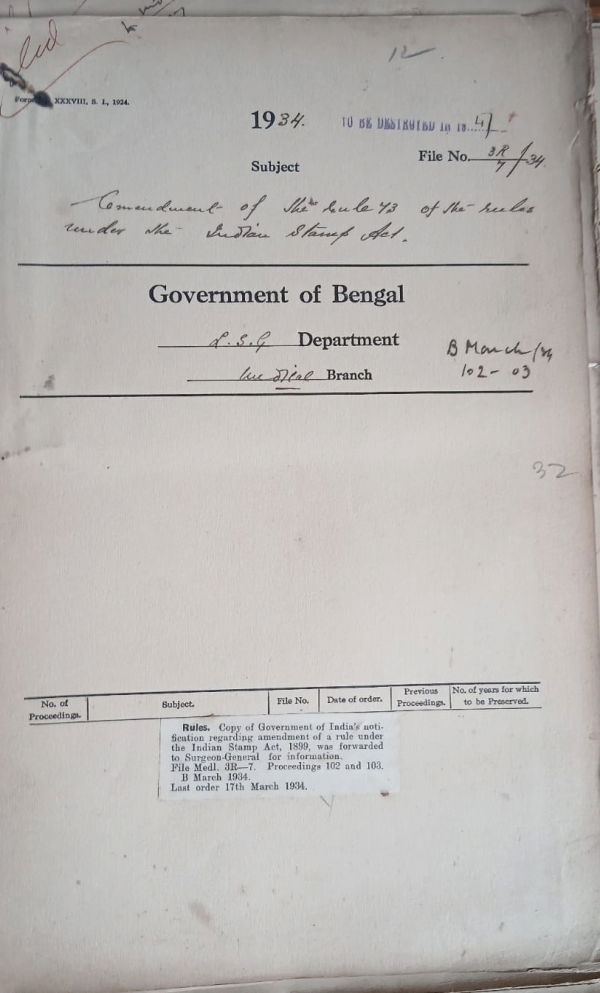 12
XXXVIII, S. I., 1924.
1934. TO BE DESTROYED IN 19...47
File No. 3R/7/34
Subject
Amendment of the rule 73 of the rules
under the Indian Stamp Act.
Government of Bengal
L.S.G Department
Medical Branch
B March/34
102-03
32
No. of Proceedings. Subject. File No. Date of order. Previous Proceedings. No. of years for which to be Preserved.
Rules. Copy of Government of India's noti-
fication regarding amendment of a rule under
the Indian Stamp Act, 1899, was forwarded
to Surgeon-General for information.
File Medl. 3R—7. Proceedings 102 and 103.
B March 1934.
Last order 17th March 1934.